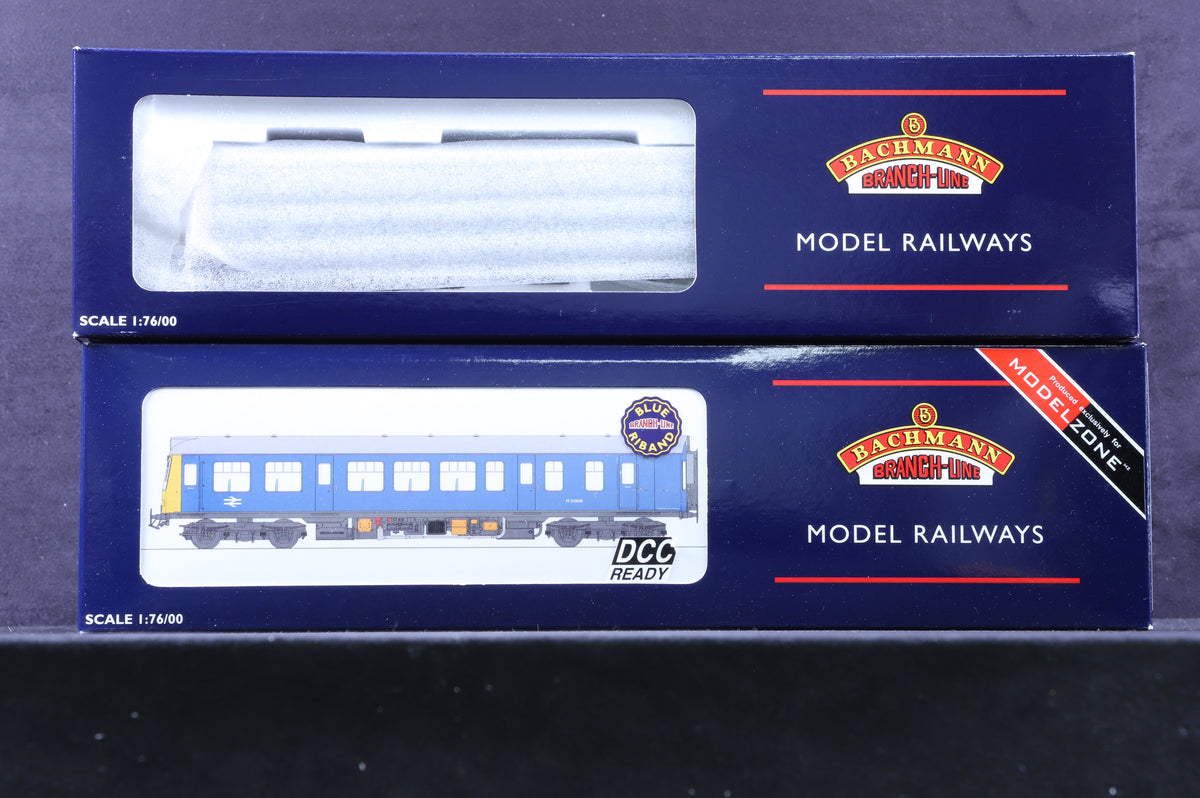 BACHMANN
BRANCH-LINE
MODEL RAILWAYS
SCALE 1:76/00
BLUE
BRANCH-LINE
RIBAND
DCC
READY
SCALE 1:76/00
BACHMANN
BRANCH-LINE
MODEL RAILWAYS
Produced exclusively for
MODELZONE